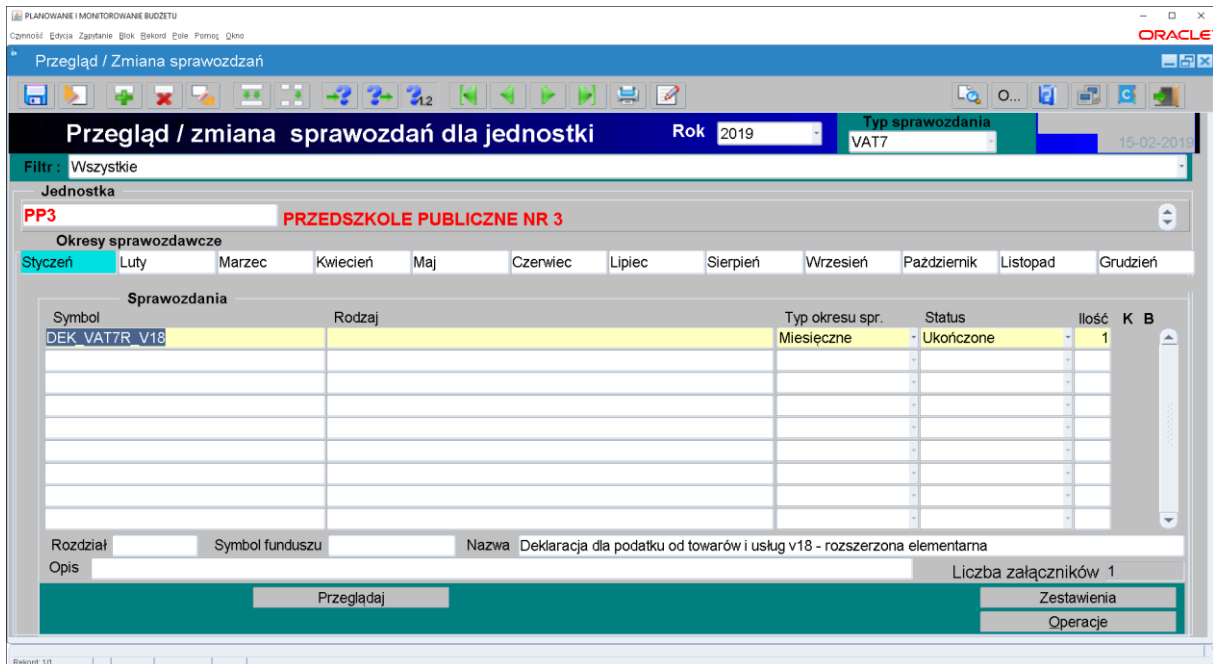 PLANOWANIE I MONITOROWANIE BUDŻETU
Czynność Edycja Zapytanie Blok Rekord Pole Pomoc Okno
ORACLE
Przegląd / Zmiana sprawozdzań
O...
Przegląd / zmiana sprawozdań dla jednostki Rok 2019 Typ sprawozdania
VAT7 15-02-2019
Filtr : Wszystkie
Jednostka
PP3 PRZEDSZKOLE PUBLICZNE NR 3
Okresy sprawozdawcze
Styczeń Luty Marzec Kwiecień Maj Czerwiec Lipiec Sierpień Wrzesień Październik Listopad Grudzień
Sprawozdania
Symbol Rodzaj Typ okresu spr. Status Ilość K B
DEK_VAT7R_V18 Miesięczne Ukończone 1
Rozdział Symbol funduszu Nazwa Deklaracja dla podatku od towarów i usług v18 - rozszerzona elementarna
Opis Liczba załączników 1
Przeglądaj Zestawienia
Operacje
Rekord: 1/1